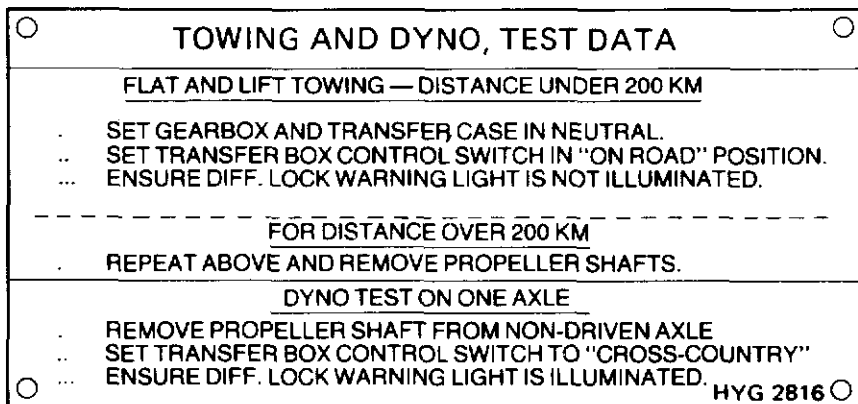 TOWING AND DYNO, TEST DATA
FLAT AND LIFT TOWING — DISTANCE UNDER 200 KM
. SET GEARBOX AND TRANSFER CASE IN NEUTRAL.
.. SET TRANSFER BOX CONTROL SWITCH IN "ON ROAD" POSITION.
... ENSURE DIFF. LOCK WARNING LIGHT IS NOT ILLUMINATED.
FOR DISTANCE OVER 200 KM
. REPEAT ABOVE AND REMOVE PROPELLER SHAFTS.
DYNO TEST ON ONE AXLE
. REMOVE PROPELLER SHAFT FROM NON-DRIVEN AXLE
.. SET TRANSFER BOX CONTROL SWITCH TO "CROSS-COUNTRY"
... ENSURE DIFF. LOCK WARNING LIGHT IS ILLUMINATED.
HYG 2816